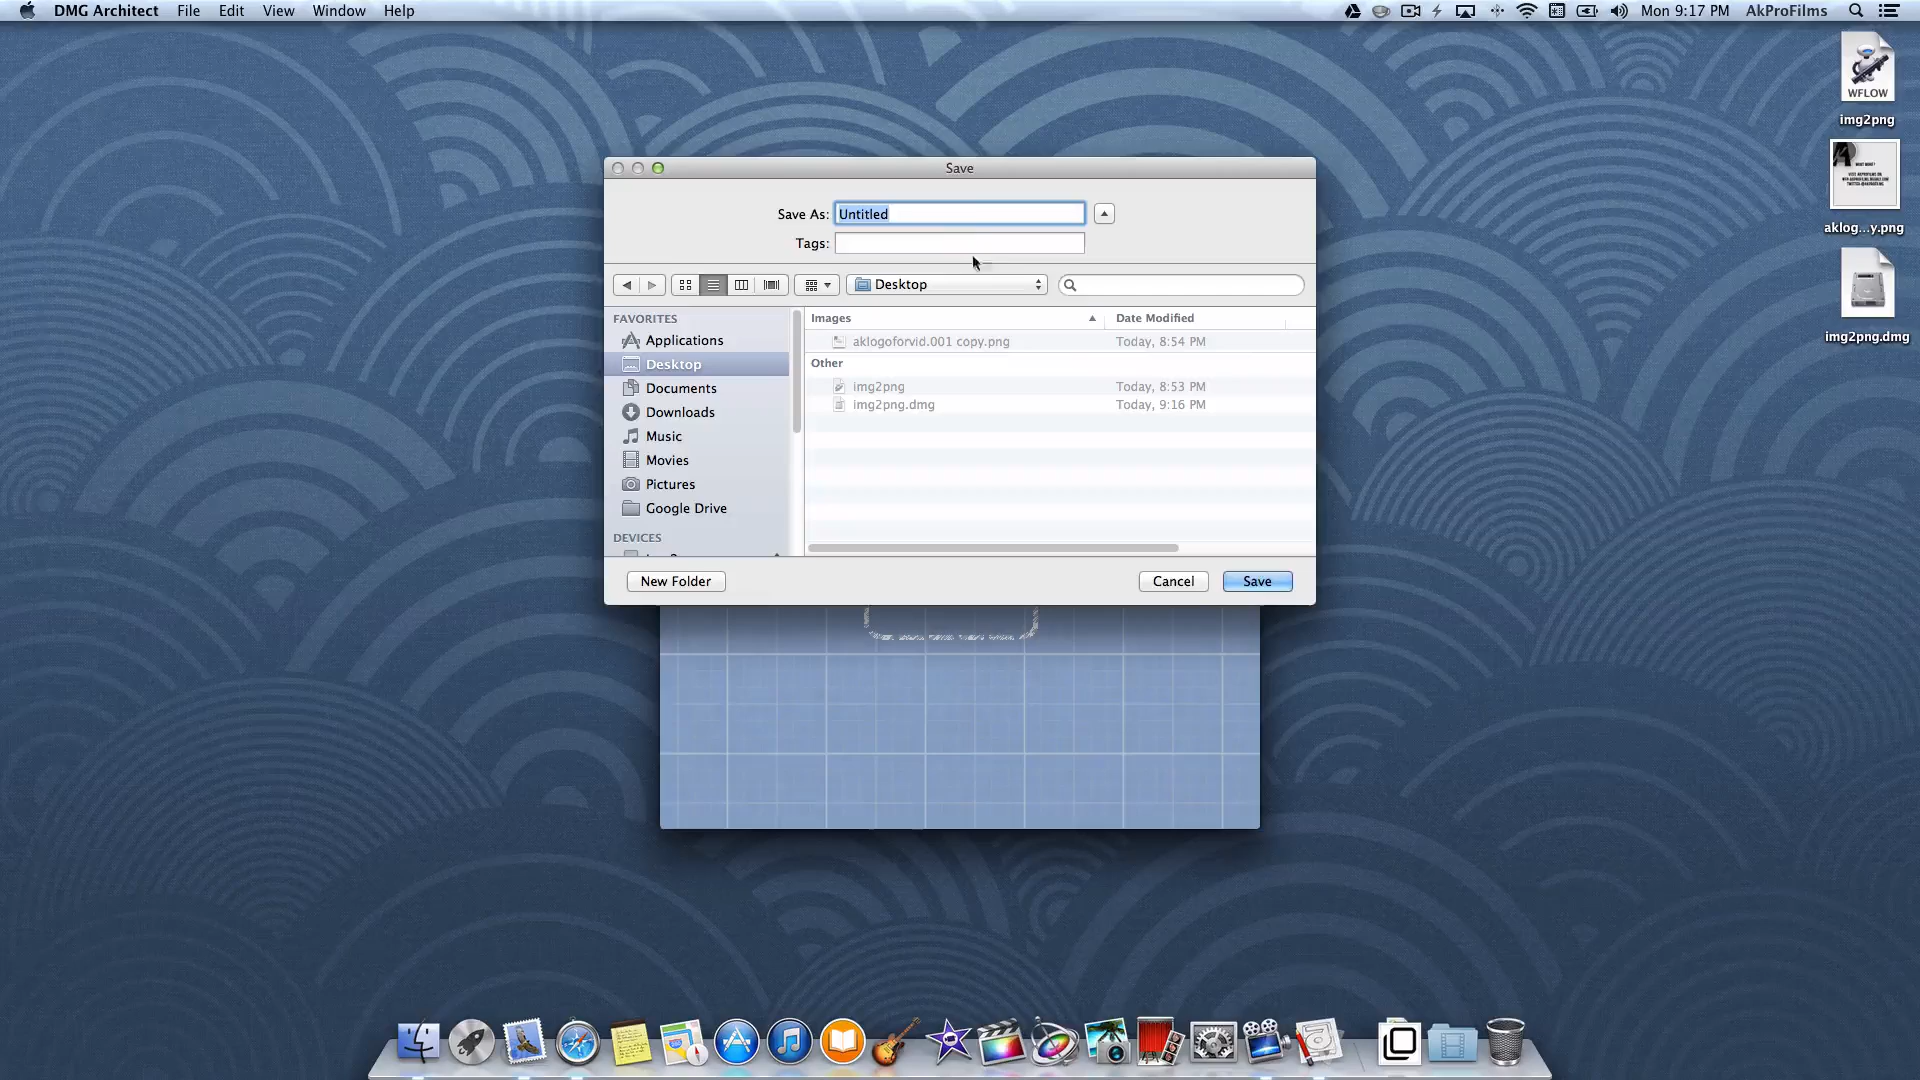 DMG Architect File Edit View Window Help
Mon 9:17 PM AkProFilms
WFLOW
img2png
aklog...y.png
img2png.dmg
Save
Save As: Untitled
Tags:
Desktop
FAVORITES
Applications
Desktop
Documents
Downloads
Music
Movies
Pictures
Google Drive
DEVICES
Images Date Modified
aklogoforvid.001 copy.png Today, 8:54 PM
Other
img2png Today, 8:53 PM
img2png.dmg Today, 9:16 PM
New Folder Cancel Save